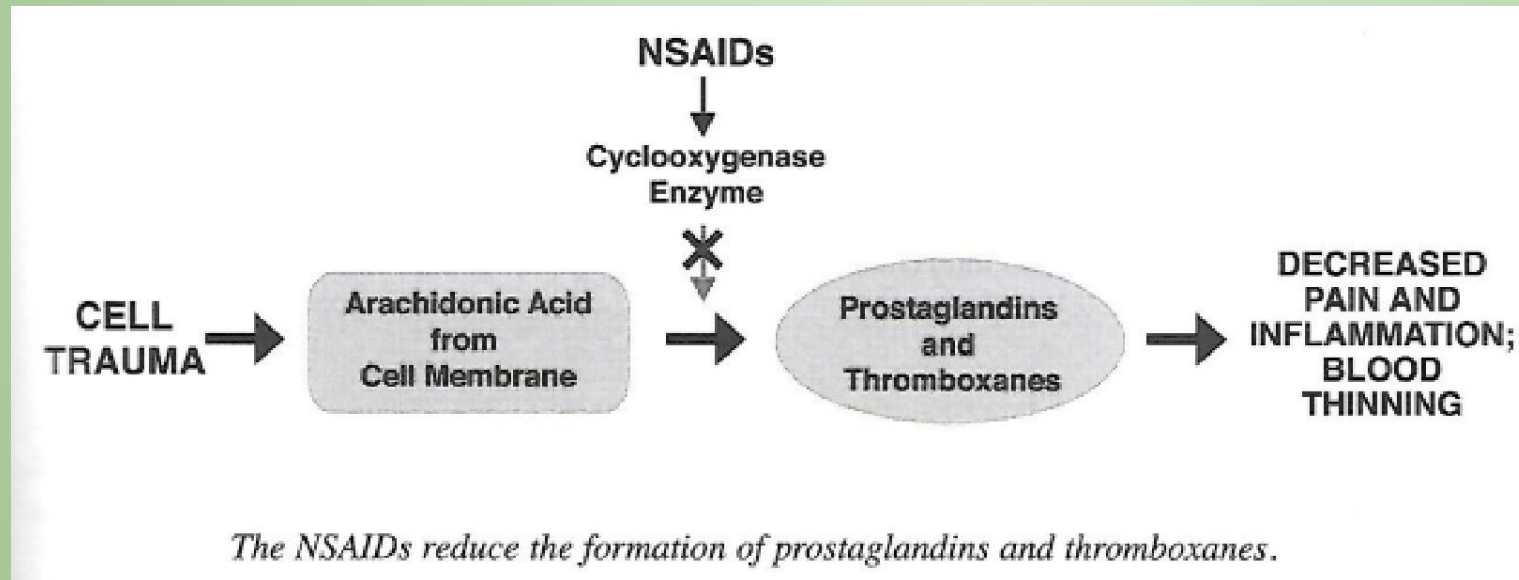 NSAIDs
Cyclooxygenase
Enzyme
CELL
TRAUMA
Arachidonic Acid
from
Cell Membrane
Prostaglandins
and
Thromboxanes
DECREASED
PAIN AND
INFLAMMATION;
BLOOD
THINNING
The NSAIDs reduce the formation of prostaglandins and thromboxanes.